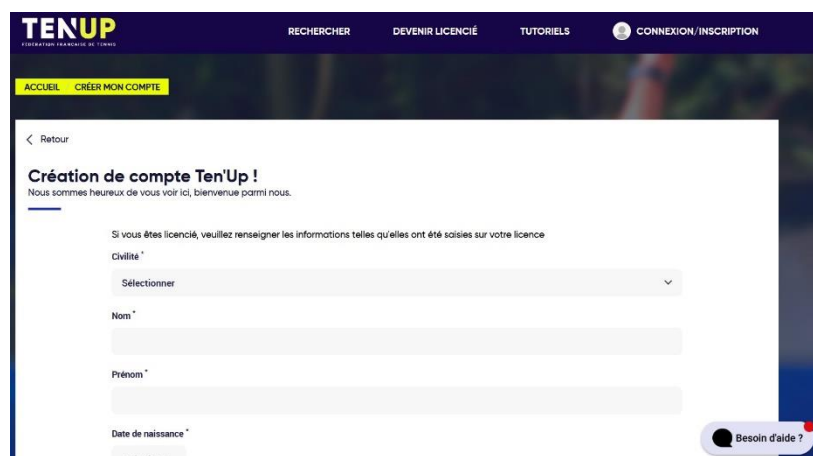 TENUP
FÉDÉRATION FRANÇAISE DE TENNIS
RECHERCHER
DEVENIR LICENCIÉ
TUTORIELS
CONNEXION/INSCRIPTION
ACCUEIL CRÉER MON COMPTE
Retour
Création de compte Ten'Up !
Nous sommes heureux de vous voir ici, bienvenue parmi nous.
Si vous êtes licencié, veuillez renseigner les informations telles qu'elles ont été saisies sur votre licence
Civilité *
Sélectionner
Nom *
Prénom *
Date de naissance *
Besoin d'aide ?